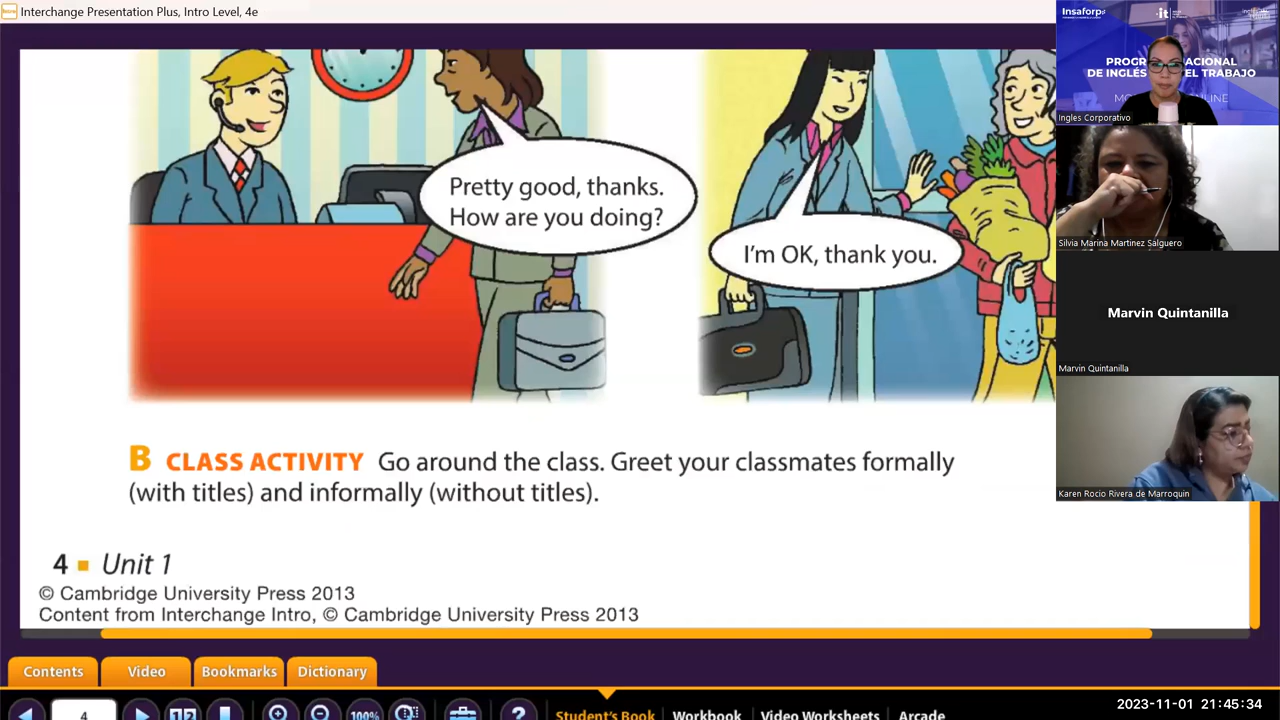 Interchange Presentation Plus, Intro Level, 4e
Pretty good, thanks.
How are you doing?
I'm OK, thank you.
B CLASS ACTIVITY Go around the class. Greet your classmates formally
(with titles) and informally (without titles).
4 Unit 1
© Cambridge University Press 2013
Content from Interchange Intro, © Cambridge University Press 2013
Contents Video Bookmarks Dictionary
4 1 2 100% ?
Student's Book Workbook Video Worksheets Arcade
Insaforp
PROGR ACIONAL
DE INGLÉS EL TRABAJO
Ingles Corporativo
Silvia Marina Martinez Salguero
Marvin Quintanilla
Marvin Quintanilla
Karen Rocio Rivera de Marroquin
2023-11-01 21:45:34